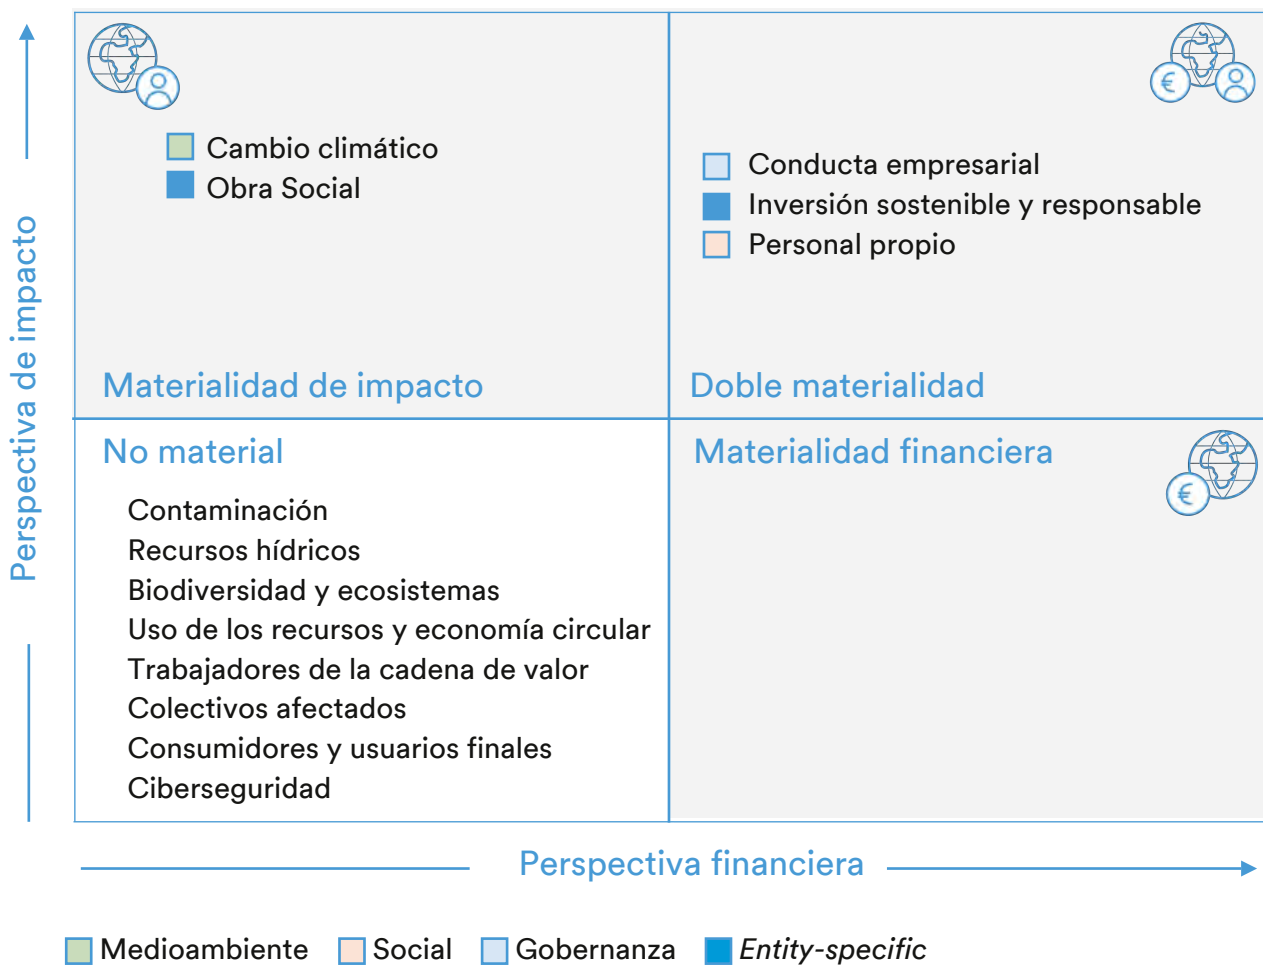 Perspectiva de impacto
Cambio climático
Obra Social
Materialidad de impacto
€
Conducta empresarial
Inversión sostenible y responsable
Personal propio
Doble materialidad
No material
Contaminación
Recursos hídricos
Biodiversidad y ecosistemas
Uso de los recursos y economía circular
Trabajadores de la cadena de valor
Colectivos afectados
Consumidores y usuarios finales
Ciberseguridad
Materialidad financiera
€
Perspectiva financiera
Medioambiente Social Gobernanza Entity-specific